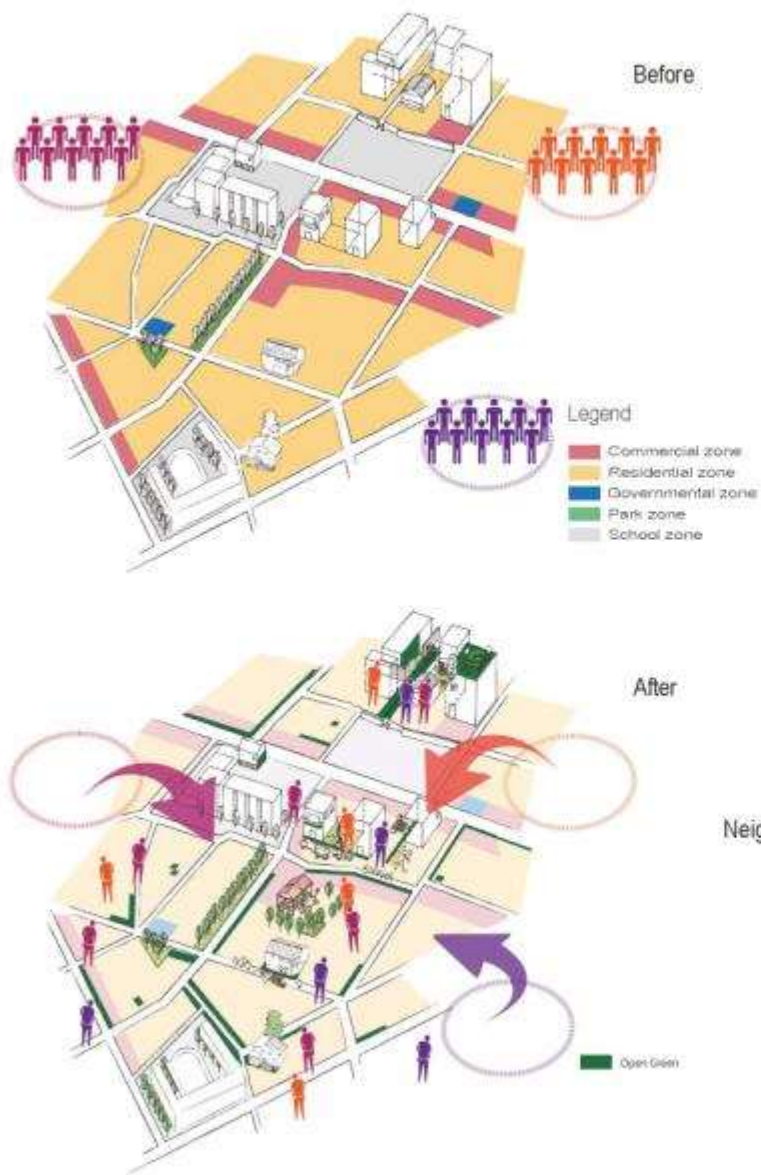 Before
Legend
Commercial zone
Residential zone
Governmental zone
Park zone
School zone
After
Neig
Open Green